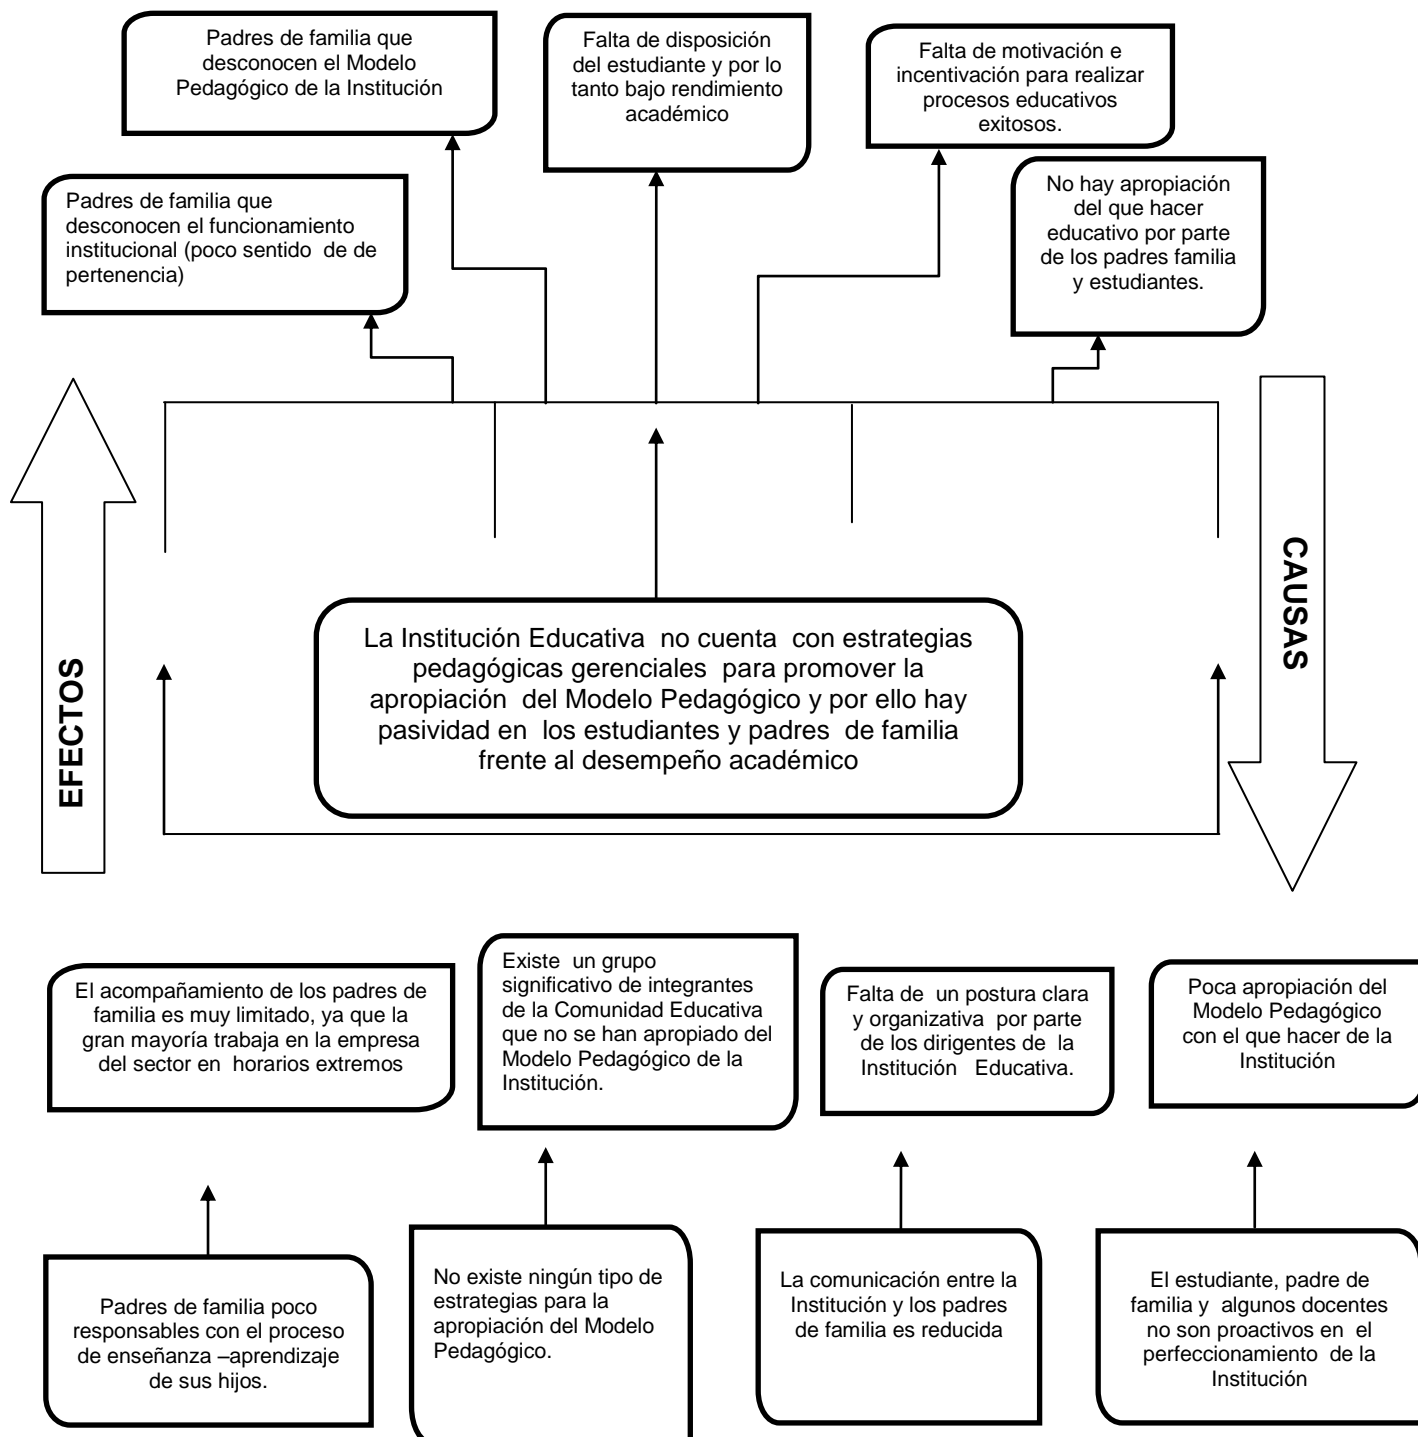 Padres de familia que
desconocen el Modelo
Pedagógico de la Institución
Falta de disposición
del estudiante y por lo
tanto bajo rendimiento
académico
Falta de motivación e
incentivación para realizar
procesos educativos
exitosos.
Padres de familia que
desconocen el funcionamiento
institucional (poco sentido de de
pertenencia)
No hay apropiación
del que hacer
educativo por parte
de los padres familia
y estudiantes.
EFECTOS
CAUSAS
La Institución Educativa no cuenta con estrategias
pedagógicas gerenciales para promover la
apropiación del Modelo Pedagógico y por ello hay
pasividad en los estudiantes y padres de familia
frente al desempeño académico
El acompañamiento de los padres de
familia es muy limitado, ya que la
gran mayoría trabaja en la empresa
del sector en horarios extremos
Existe un grupo
significativo de integrantes
de la Comunidad Educativa
que no se han apropiado del
Modelo Pedagógico de la
Institución.
Falta de un postura clara
y organizativa por parte
de los dirigentes de la
Institución Educativa.
Poca apropiación del
Modelo Pedagógico
con el que hacer de la
Institución
Padres de familia poco
responsables con el proceso
de enseñanza –aprendizaje
de sus hijos.
No existe ningún tipo de
estrategias para la
apropiación del Modelo
Pedagógico.
La comunicación entre la
Institución y los padres
de familia es reducida
El estudiante, padre de
familia y algunos docentes
no son proactivos en el
perfeccionamiento de la
Institución